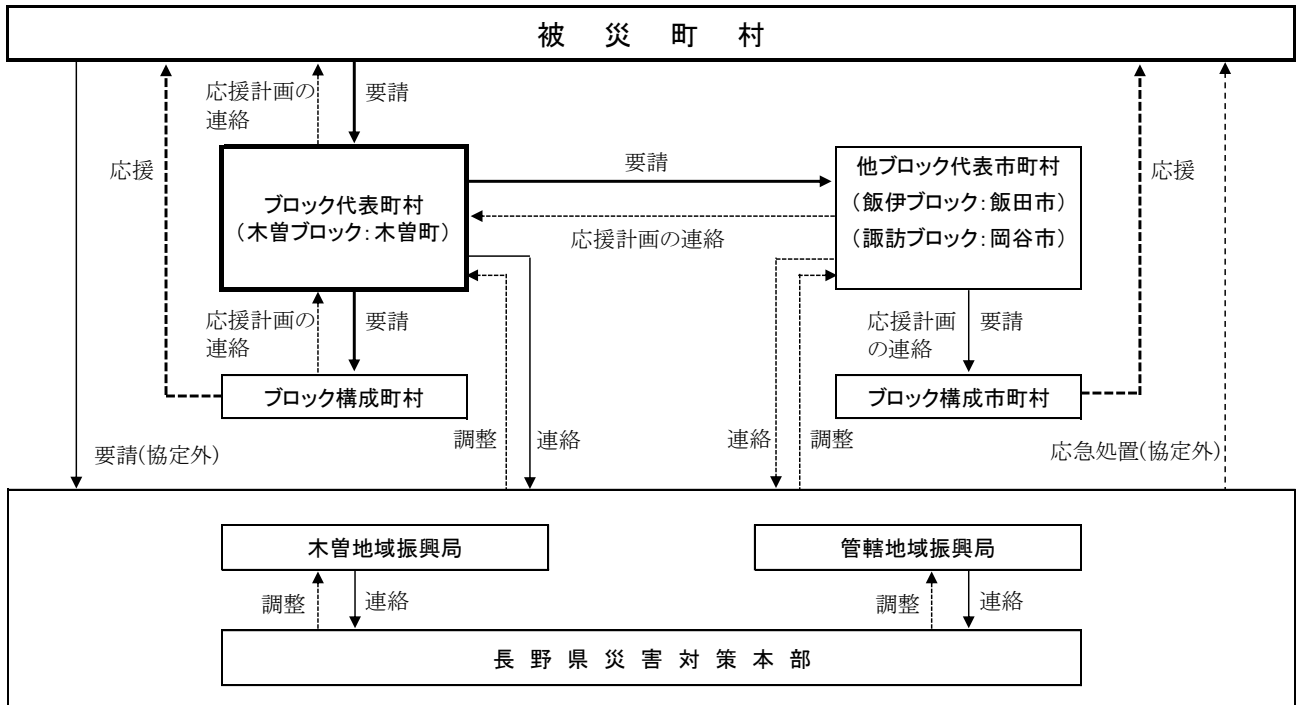 被災町村
応援計画の
連絡
要請
応援
ブロック代表町村
（木曽ブロック：木曽町）
要請
応援計画の連絡
他ブロック代表市町村
（飯伊ブロック：飯田市）
（諏訪ブロック：岡谷市）
応援
応援計画の
連絡
要請
応援計画
の連絡
要請
ブロック構成町村
ブロック構成市町村
要請(協定外)
調整
連絡
連絡
調整
応急処置(協定外)
木曽地域振興局
管轄地域振興局
調整
連絡
調整
連絡
長野県災害対策本部